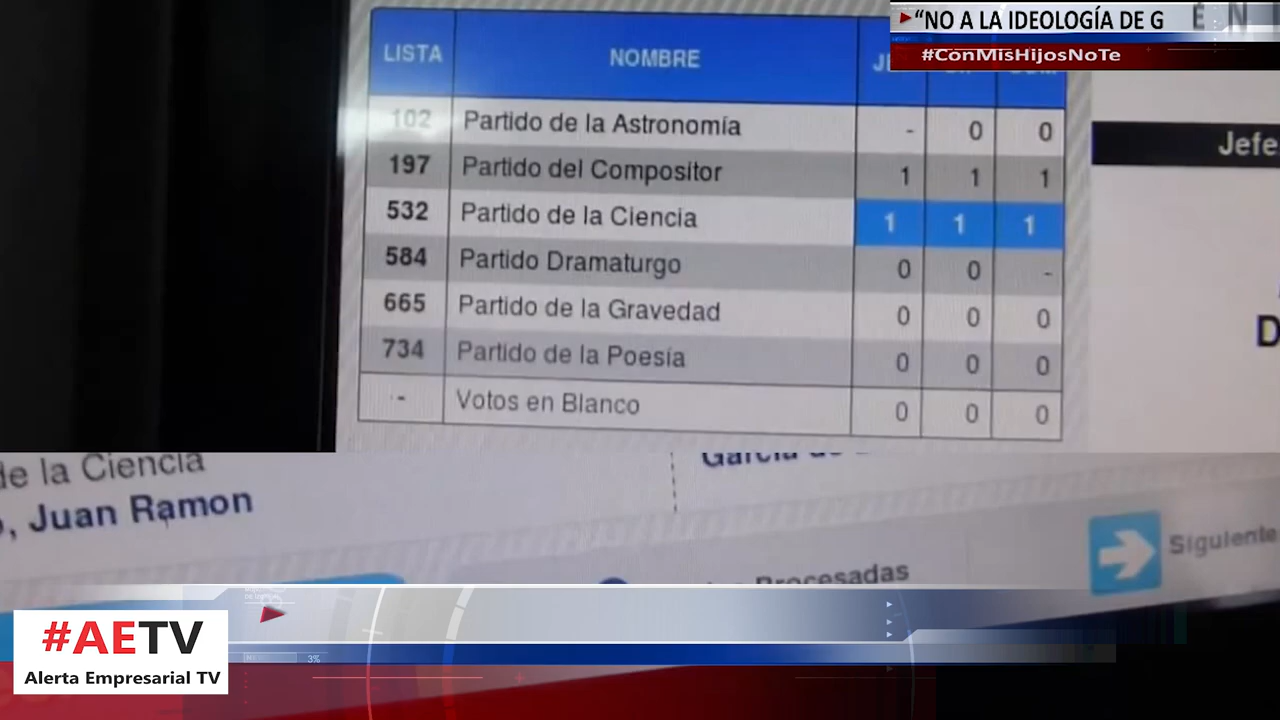 "NO A LA IDEOLOGÍA DE G É N
#ConMisHijosNoTe
LISTA NOMBRE
102 Partido de la Astronomía - 0 0
197 Partido del Compositor 1 1 1
532 Partido de la Ciencia 1 1 1
584 Partido Dramaturgo 0 0 -
665 Partido de la Gravedad 0 0 0
734 Partido de la Poesía 0 0 0
- Votos en Blanco 0 0 0
Jefe
D
de la Ciencia
, Juan Ramon
Procesadas
Siguiente
3%
#AETV
Alerta Empresarial TV